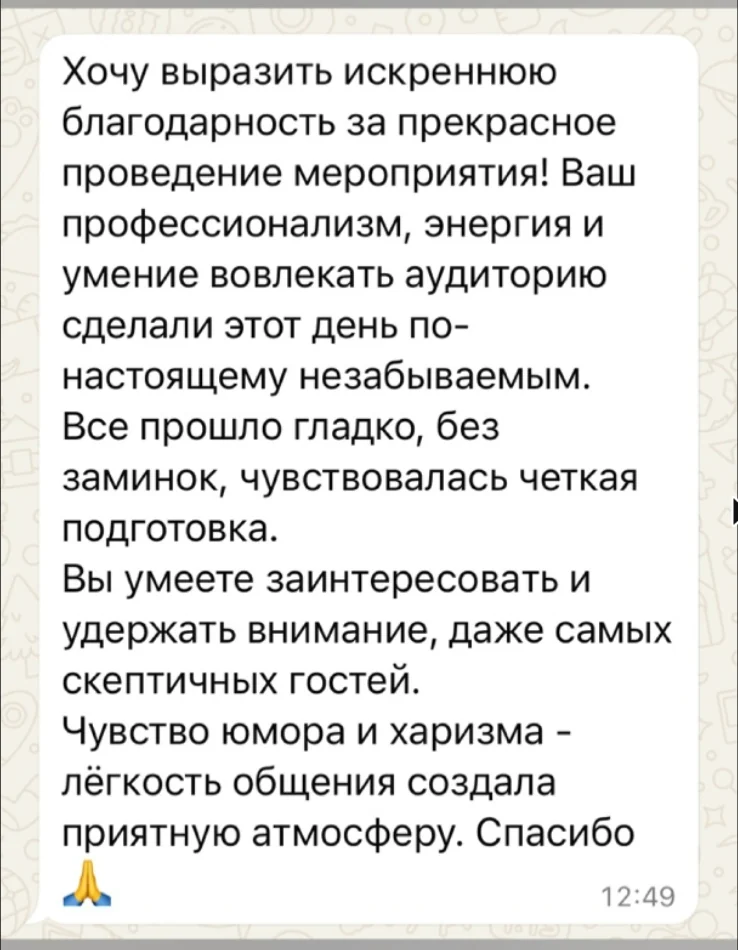 Хочу выразить искреннюю
благодарность за прекрасное
проведение мероприятия! Ваш
профессионализм, энергия и
умение вовлекать аудиторию
сделали этот день по-
настоящему незабываемым.
Все прошло гладко, без
заминок, чувствовалась четкая
подготовка.
Вы умеете заинтересовать и
удержать внимание, даже самых
скептичных гостей.
Чувство юмора и харизма -
лёгкость общения создала
приятную атмосферу. Спасибо
🙏
12:49